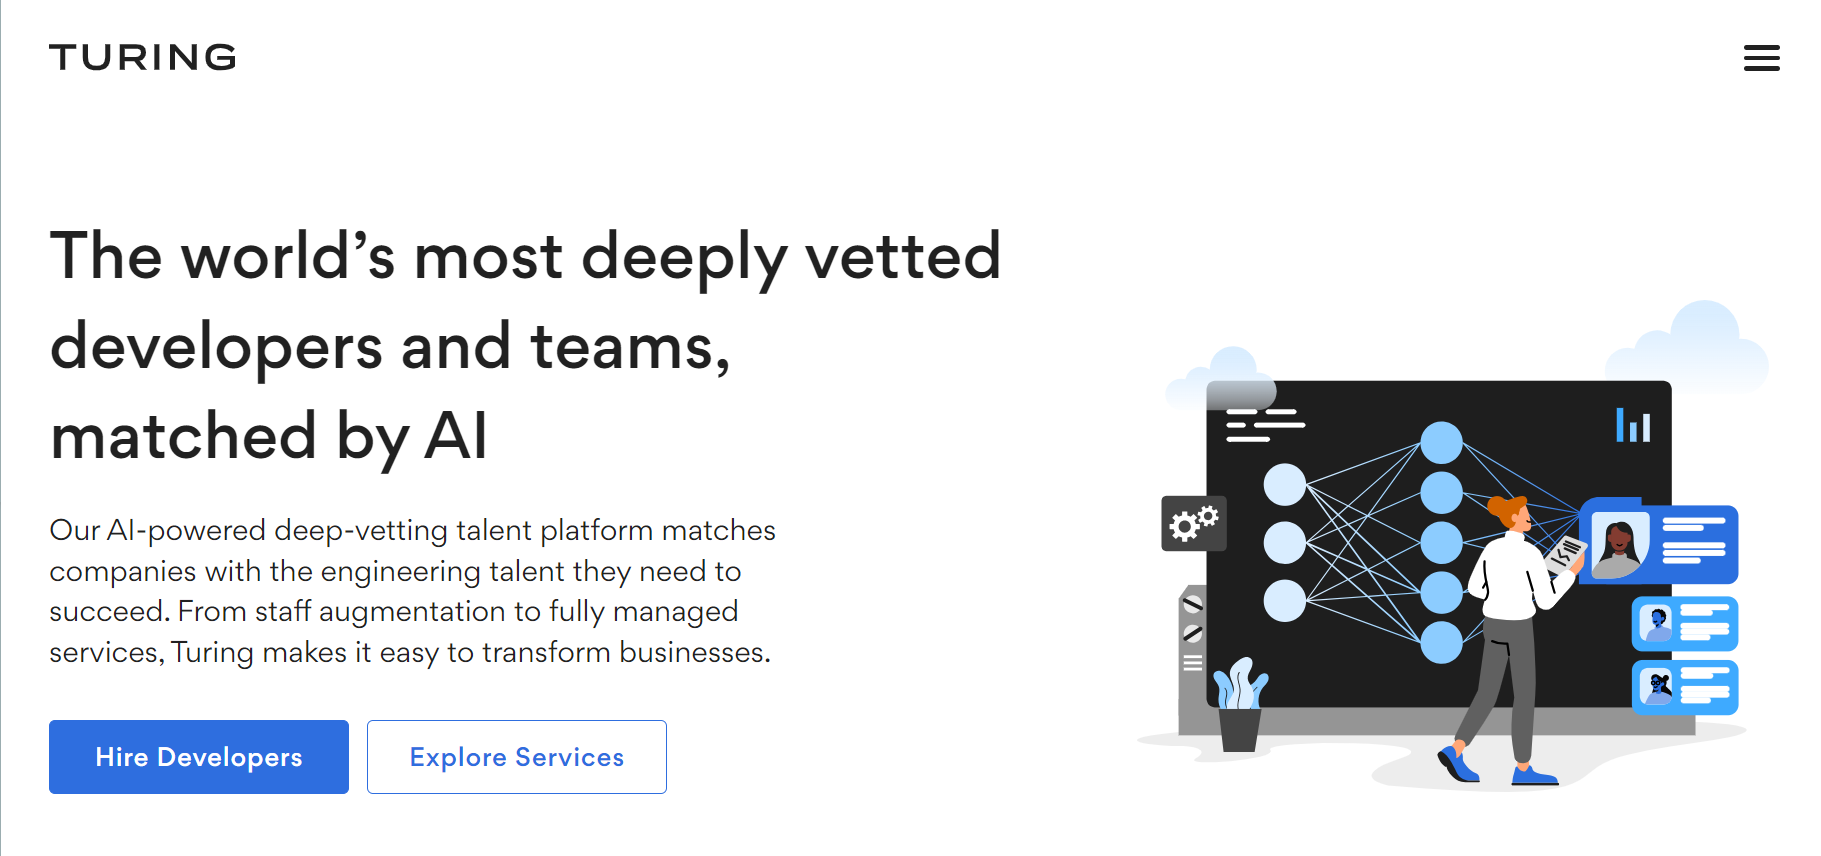 TURING
The world’s most deeply vetted
developers and teams,
matched by AI
Our AI-powered deep-vetting talent platform matches
companies with the engineering talent they need to
succeed. From staff augmentation to fully managed
services, Turing makes it easy to transform businesses.
Hire Developers
Explore Services